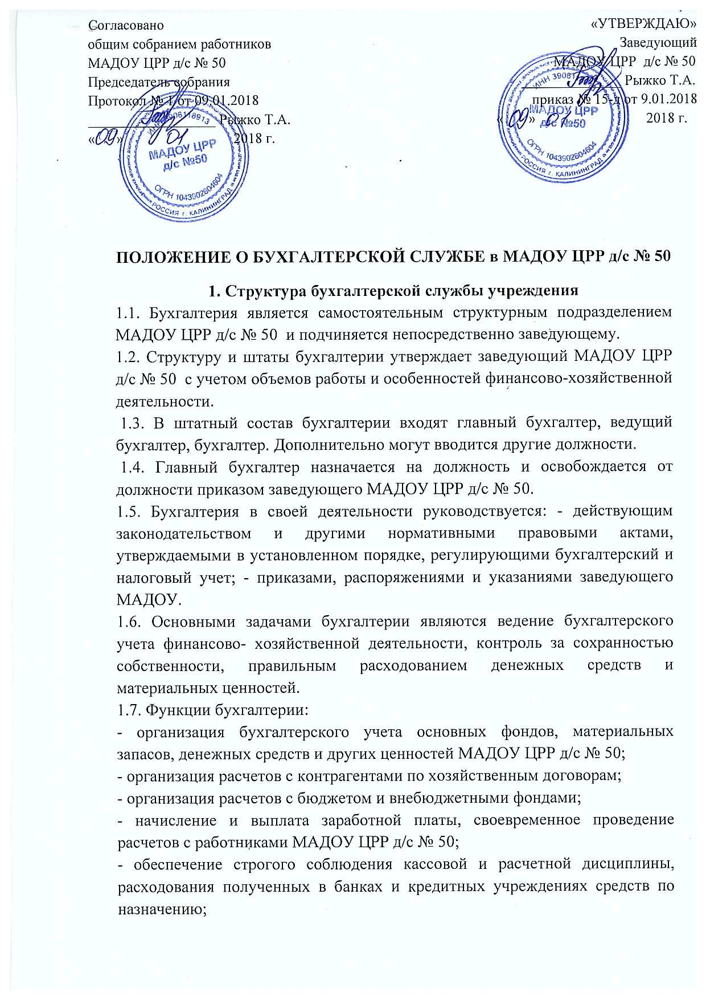 Согласовано
общим собранием работников
МАДОУ ЦРР д/с № 50
Председатель собрания
Протокол № 1 от 09.01.2018
Рыжко Т.А.
«09» 01 2018 г.
ИНН 3906118913
МАДОУ ЦРР
д/с №50
ОГРН 1043902804604
РОССИЯ г. КАЛИНИНГРАД
«УТВЕРЖДАЮ»
Заведующий
МАДОУ ЦРР д/с № 50
Рыжко Т.А.
приказ № 15-д от 9.01.2018
«09» 01 2018 г.
ИНН 39061
МАДОУ ЦРР
д/с №50
ОГРН 1043902804604
РОССИЯ г. КАЛИНИНГРАД
ПОЛОЖЕНИЕ О БУХГАЛТЕРСКОЙ СЛУЖБЕ в МАДОУ ЦРР д/с № 50
1. Структура бухгалтерской службы учреждения
1.1. Бухгалтерия является самостоятельным структурным подразделением
МАДОУ ЦРР д/с № 50 и подчиняется непосредственно заведующему.
1.2. Структуру и штаты бухгалтерии утверждает заведующий МАДОУ ЦРР
д/с № 50 с учетом объемов работы и особенностей финансово-хозяйственной
деятельности.
1.3. В штатный состав бухгалтерии входят главный бухгалтер, ведущий
бухгалтер, бухгалтер. Дополнительно могут вводится другие должности.
1.4. Главный бухгалтер назначается на должность и освобождается от
должности приказом заведующего МАДОУ ЦРР д/с № 50.
1.5. Бухгалтерия в своей деятельности руководствуется: - действующим
законодательством и другими нормативными правовыми актами,
утверждаемыми в установленном порядке, регулирующими бухгалтерский и
налоговый учет; - приказами, распоряжениями и указаниями заведующего
МАДОУ.
1.6. Основными задачами бухгалтерии являются ведение бухгалтерского
учета финансово- хозяйственной деятельности, контроль за сохранностью
собственности, правильным расходованием денежных средств и
материальных ценностей.
1.7. Функции бухгалтерии:
- организация бухгалтерского учета основных фондов, материальных
запасов, денежных средств и других ценностей МАДОУ ЦРР д/с № 50;
- организация расчетов с контрагентами по хозяйственным договорам;
- организация расчетов с бюджетом и внебюджетными фондами;
- начисление и выплата заработной платы, своевременное проведение
расчетов с работниками МАДОУ ЦРР д/с № 50;
- обеспечение строгого соблюдения кассовой и расчетной дисциплины,
расходования полученных в банках и кредитных учреждениях средств по
назначению;